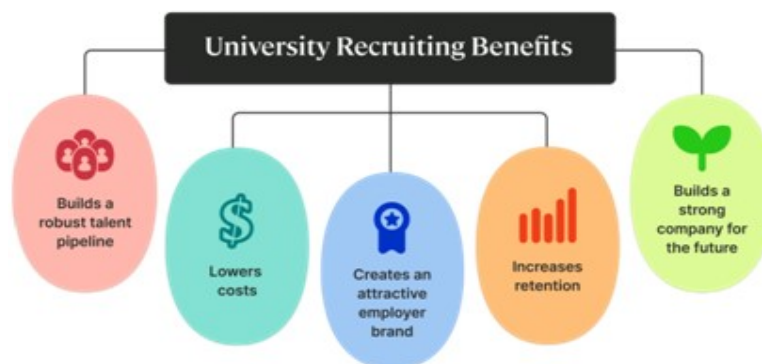 University Recruiting Benefits
Builds a
robust talent
pipeline
Lowers
costs
Creates an
attractive
employer
brand
Increases
retention
Builds a
strong
company for
the future